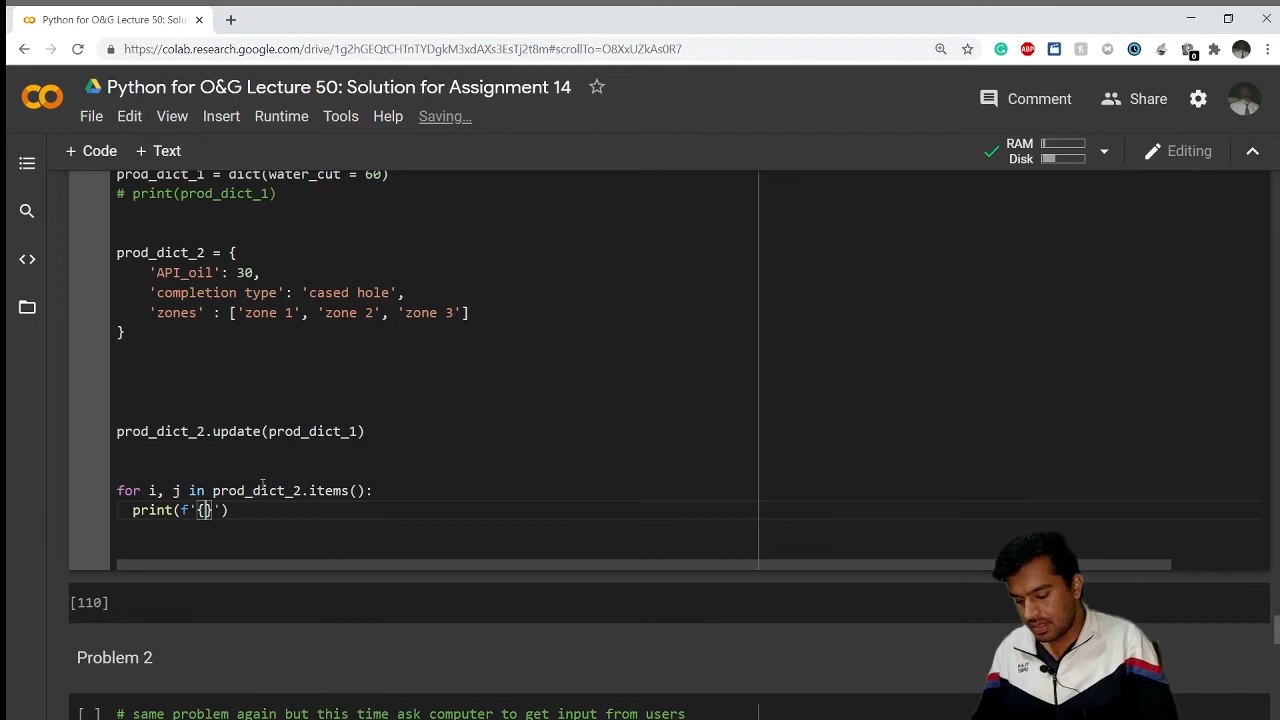 Python for O&G Lecture 50: Solu
https://colab.research.google.com/drive/1g2hGEQtCHTnTYDgkM3xdAXs3EsTj2t8m#scrollTo=O8XxUZkAs0R7
ABP
0
Python for O&G Lecture 50: Solution for Assignment 14
Comment
Share
File Edit View Insert Runtime Tools Help Saving...
+ Code + Text
RAM
Disk
Editing
prod_dict_1 = dict(water_cut = 60)
# print(prod_dict_1)
prod_dict_2 = {
'API_oil': 30,
'completion type': 'cased hole',
'zones' : ['zone 1', 'zone 2', 'zone 3']
}
prod_dict_2.update(prod_dict_1)
for i, j in prod_dict_2.items():
print(f'{}')
[110]
Problem 2
[ ] # same problem again but this time ask computer to get input from users